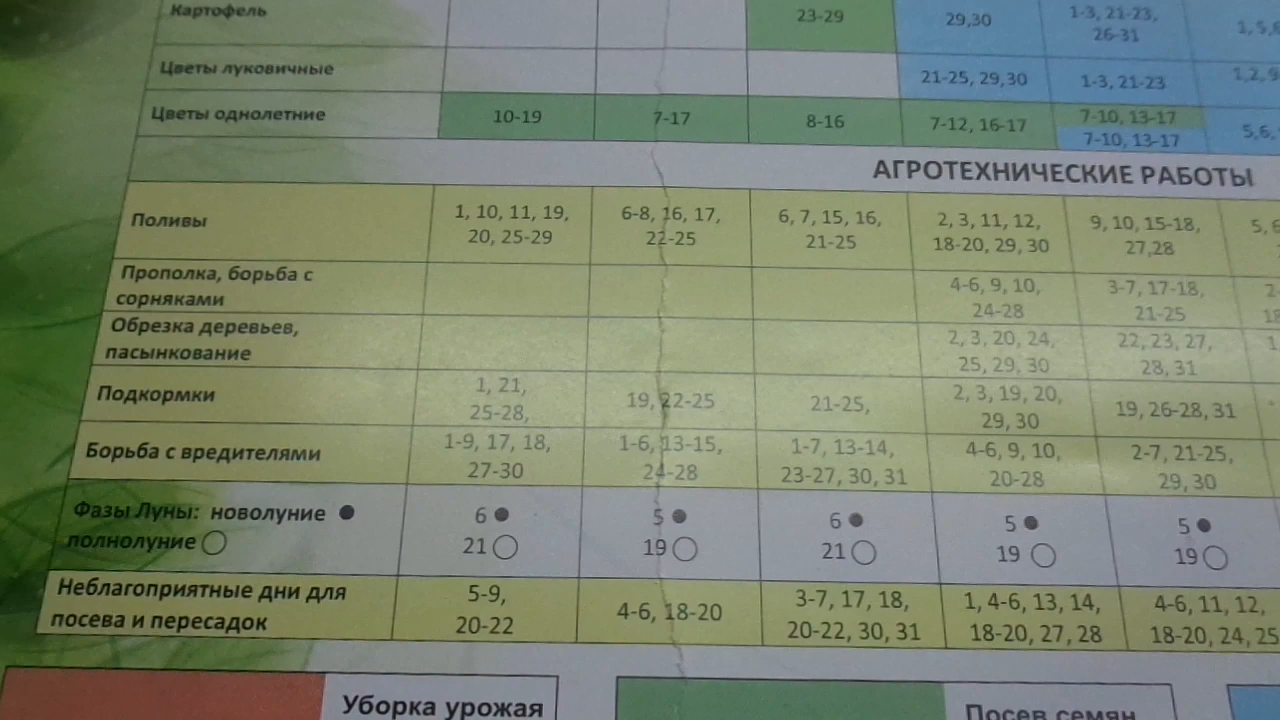 Картофель 23-29 29,30 1-3, 21-23, 26-31
Цветы луковичные 21-25, 29,30 1-3, 21-23
Цветы однолетние 10-19 7-17 8-16 7-12, 16-17 7-10, 13-17
7-10, 13-17
АГРОТЕХНИЧЕСКИЕ РАБОТЫ
Поливы 1, 10, 11, 19, 20, 25-29 6-8, 16, 17, 22-25 6, 7, 15, 16, 21-25 2, 3, 11, 12, 18-20, 29, 30 9, 10, 15-18, 27,28
Прополка, борьба с сорняками 4-6, 9, 10, 24-28 3-7, 17-18, 21-25
Обрезка деревьев, пасынкование 2, 3, 20, 24, 25, 29, 30 22, 23, 27, 28, 31
Подкормки 1, 21, 25-28, 19, 22-25 21-25, 2, 3, 19, 20, 29, 30 19, 26-28, 31
Борьба с вредителями 1-9, 17, 18, 27-30 1-6, 13-15, 24-28 1-7, 13-14, 23-27, 30, 31 4-6, 9, 10, 20-28 2-7, 21-25, 29, 30
Фазы Луны: новолуние 6 5 6 5 5
полнолуние 21 19 21 19 19
Неблагоприятные дни для посева и пересадок 5-9, 20-22 4-6, 18-20 3-7, 17, 18, 20-22, 30, 31 1, 4-6, 13, 14, 18-20, 27, 28 4-6, 11, 12, 18-20, 24, 25
Уборка урожая
Посев семян